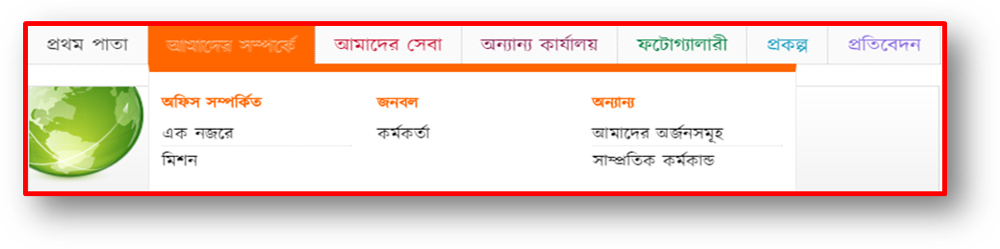 প্রথম পাতা আমাদের সম্পর্কে আমাদের সেবা অন্যান্য কার্যালয় ফটোগ্যালারী প্রকল্প প্রতিবেদন
অফিস সম্পর্কিত জনবল অন্যান্য
এক নজরে কর্মকর্তা আমাদের অর্জনসমূহ
মিশন সাম্প্রতিক কর্মকান্ড